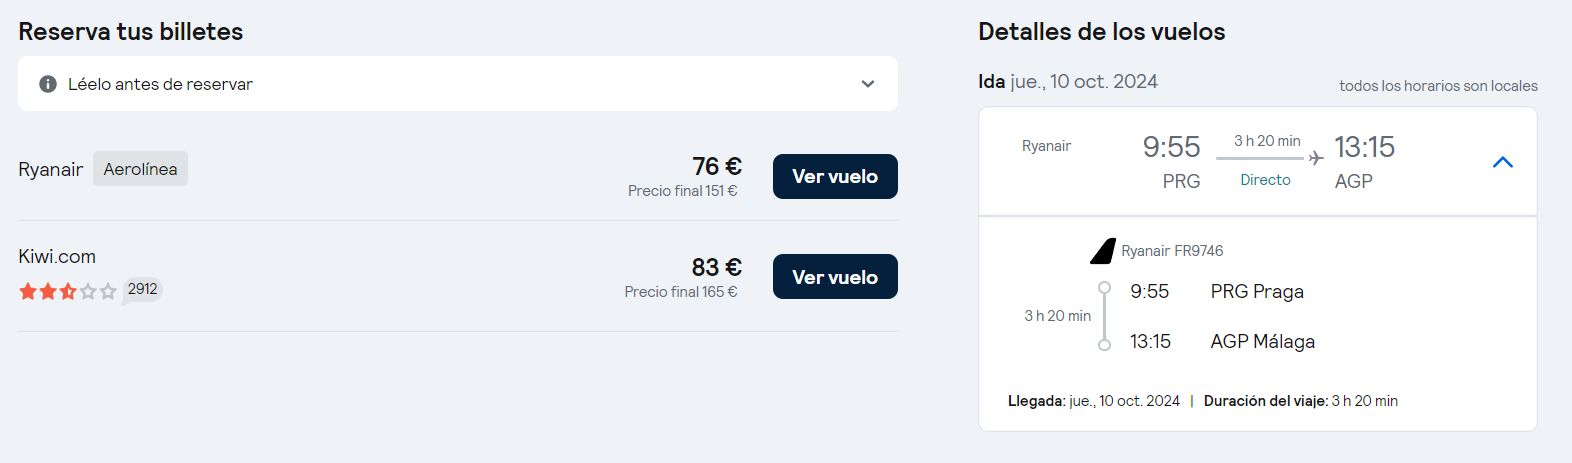 Reserva tus billetes
Léelo antes de reservar
Ryanair Aerolínea
76 €
Precio final 151 €
Ver vuelo
Kiwi.com
2912
83 €
Precio final 165 €
Ver vuelo
Detalles de los vuelos
Ida jue., 10 oct. 2024
todos los horarios son locales
Ryanair
9:55
PRG
3 h 20 min
Directo
13:15
AGP
Ryanair FR9746
9:55 PRG Praga
3 h 20 min
13:15 AGP Málaga
Llegada: jue., 10 oct. 2024 | Duración del viaje: 3 h 20 min